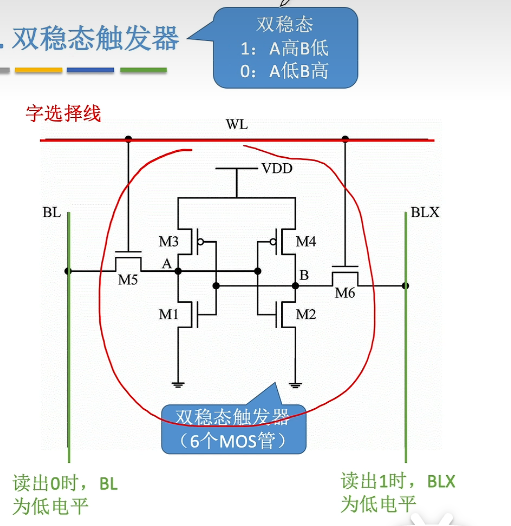 . 双稳态触发器
双稳态
1：A高B低
0：A低B高
字选择线
WL
VDD
BL
BLX
M3
M4
A
B
M5
M6
M1
M2
双稳态触发器
（6个MOS管）
读出0时，BL
为低电平
读出1时，BLX
为低电平